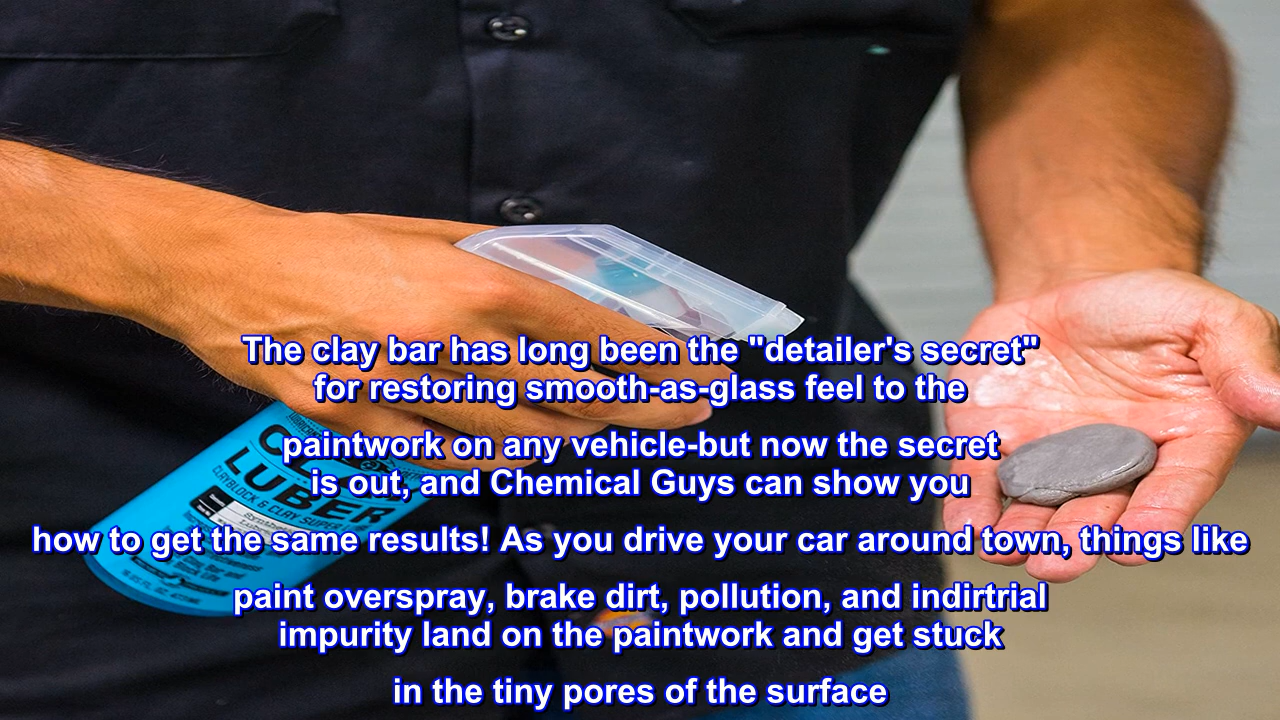 The clay bar has long been the "detailer's secret"
for restoring smooth-as-glass feel to the
paintwork on any vehicle-but now the secret
is out, and Chemical Guys can show you
how to get the same results! As you drive your car around town, things like
paint overspray, brake dirt, pollution, and indirtrial
impurity land on the paintwork and get stuck
in the tiny pores of the surface
LUBER
CLAYBLOCK & CLAY SUPER